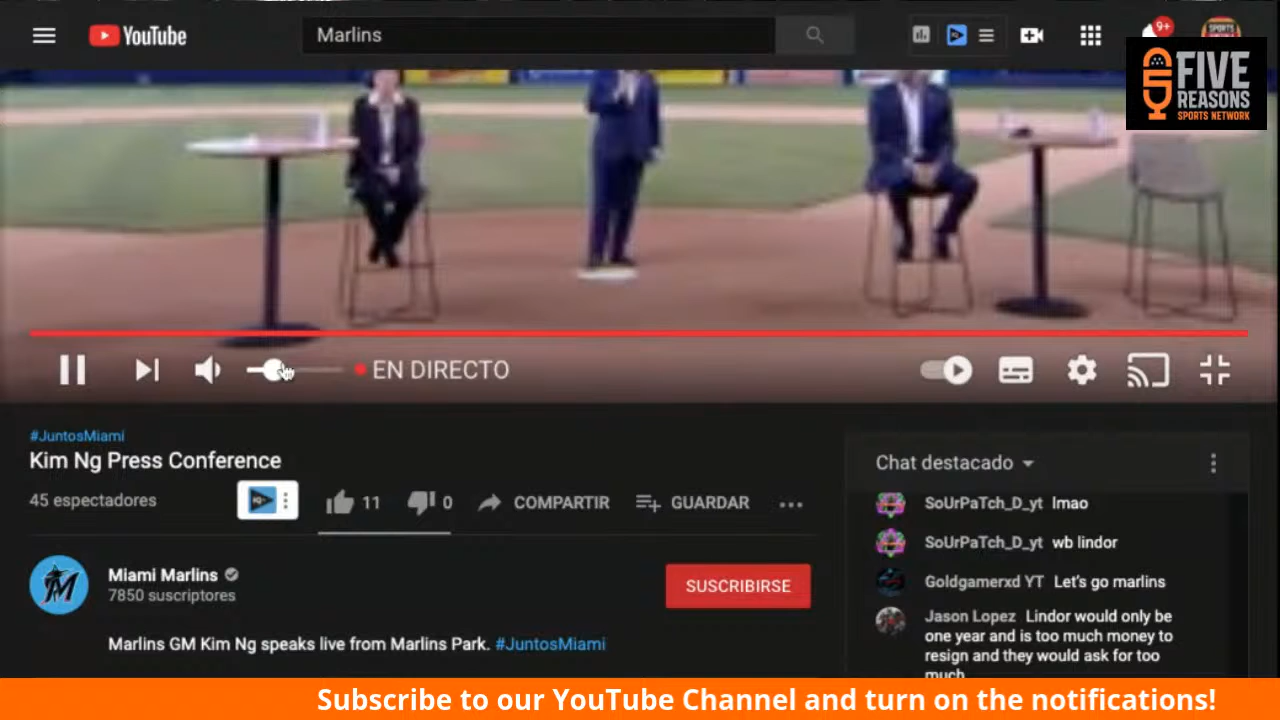 YouTube
Marlins
9+
FIVE
REASONS
SPORTS NETWORK
EN DIRECTO
#JuntosMiami
Kim Ng Press Conference
45 espectadores
11
0
COMPARTIR
GUARDAR
Chat destacado
SoUrPaTch_D_yt lmao
SoUrPaTch_D_yt wb lindor
Goldgamerxd YT Let's go marlins
Jason Lopez Lindor would only be
one year and is too much money to
resign and they would ask for too
much
Miami Marlins
7850 suscriptores
SUSCRIBIRSE
Marlins GM Kim Ng speaks live from Marlins Park. #JuntosMiami
Subscribe to our YouTube Channel and turn on the notifications!